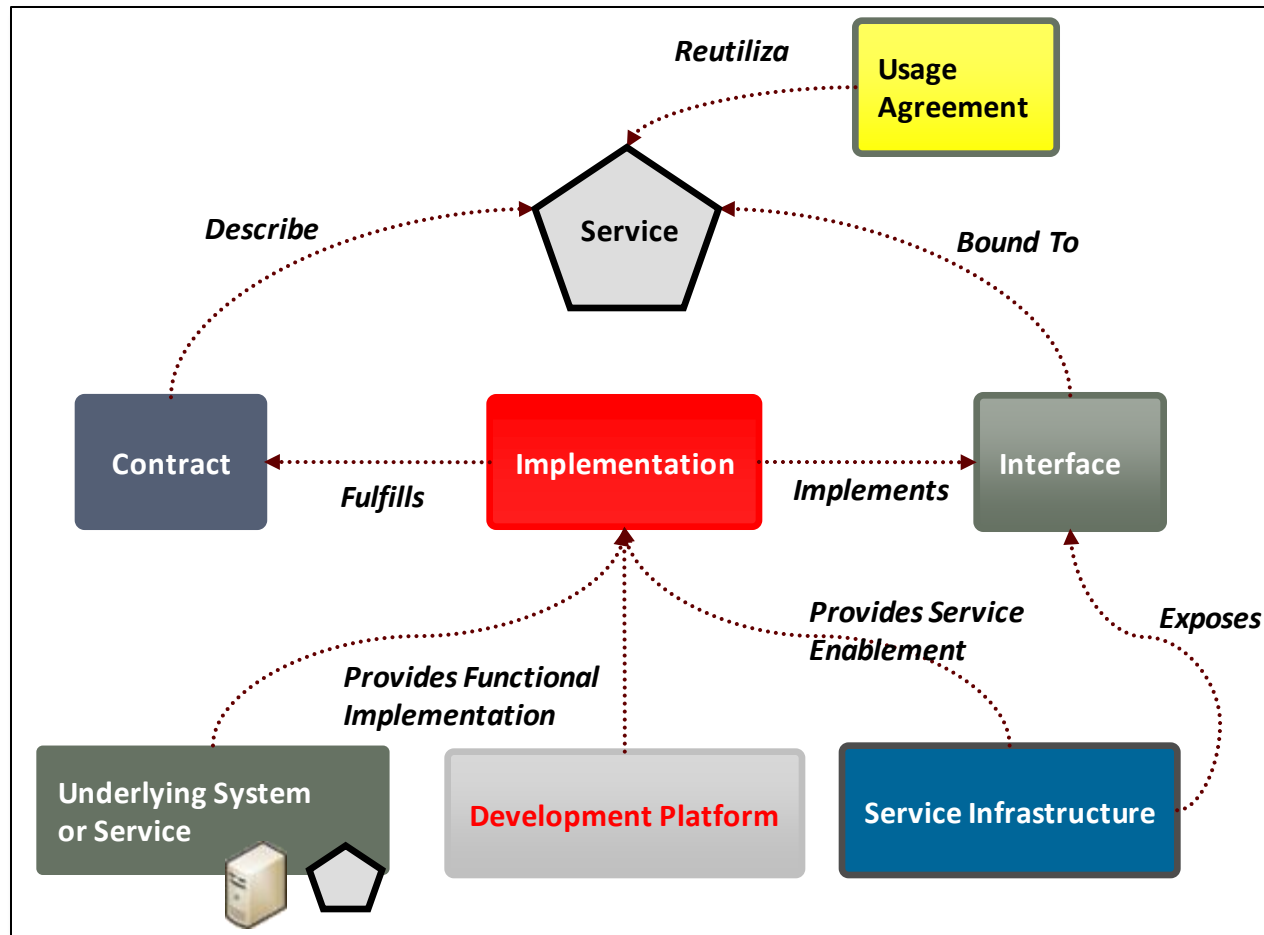 Reutiliza
Usage
Agreement
Service
Describe
Bound To
Contract
Implementation
Interface
Fulfills
Implements
Provides Service
Enablement
Exposes
Provides Functional
Implementation
Underlying System
or Service
Development Platform
Service Infrastructure